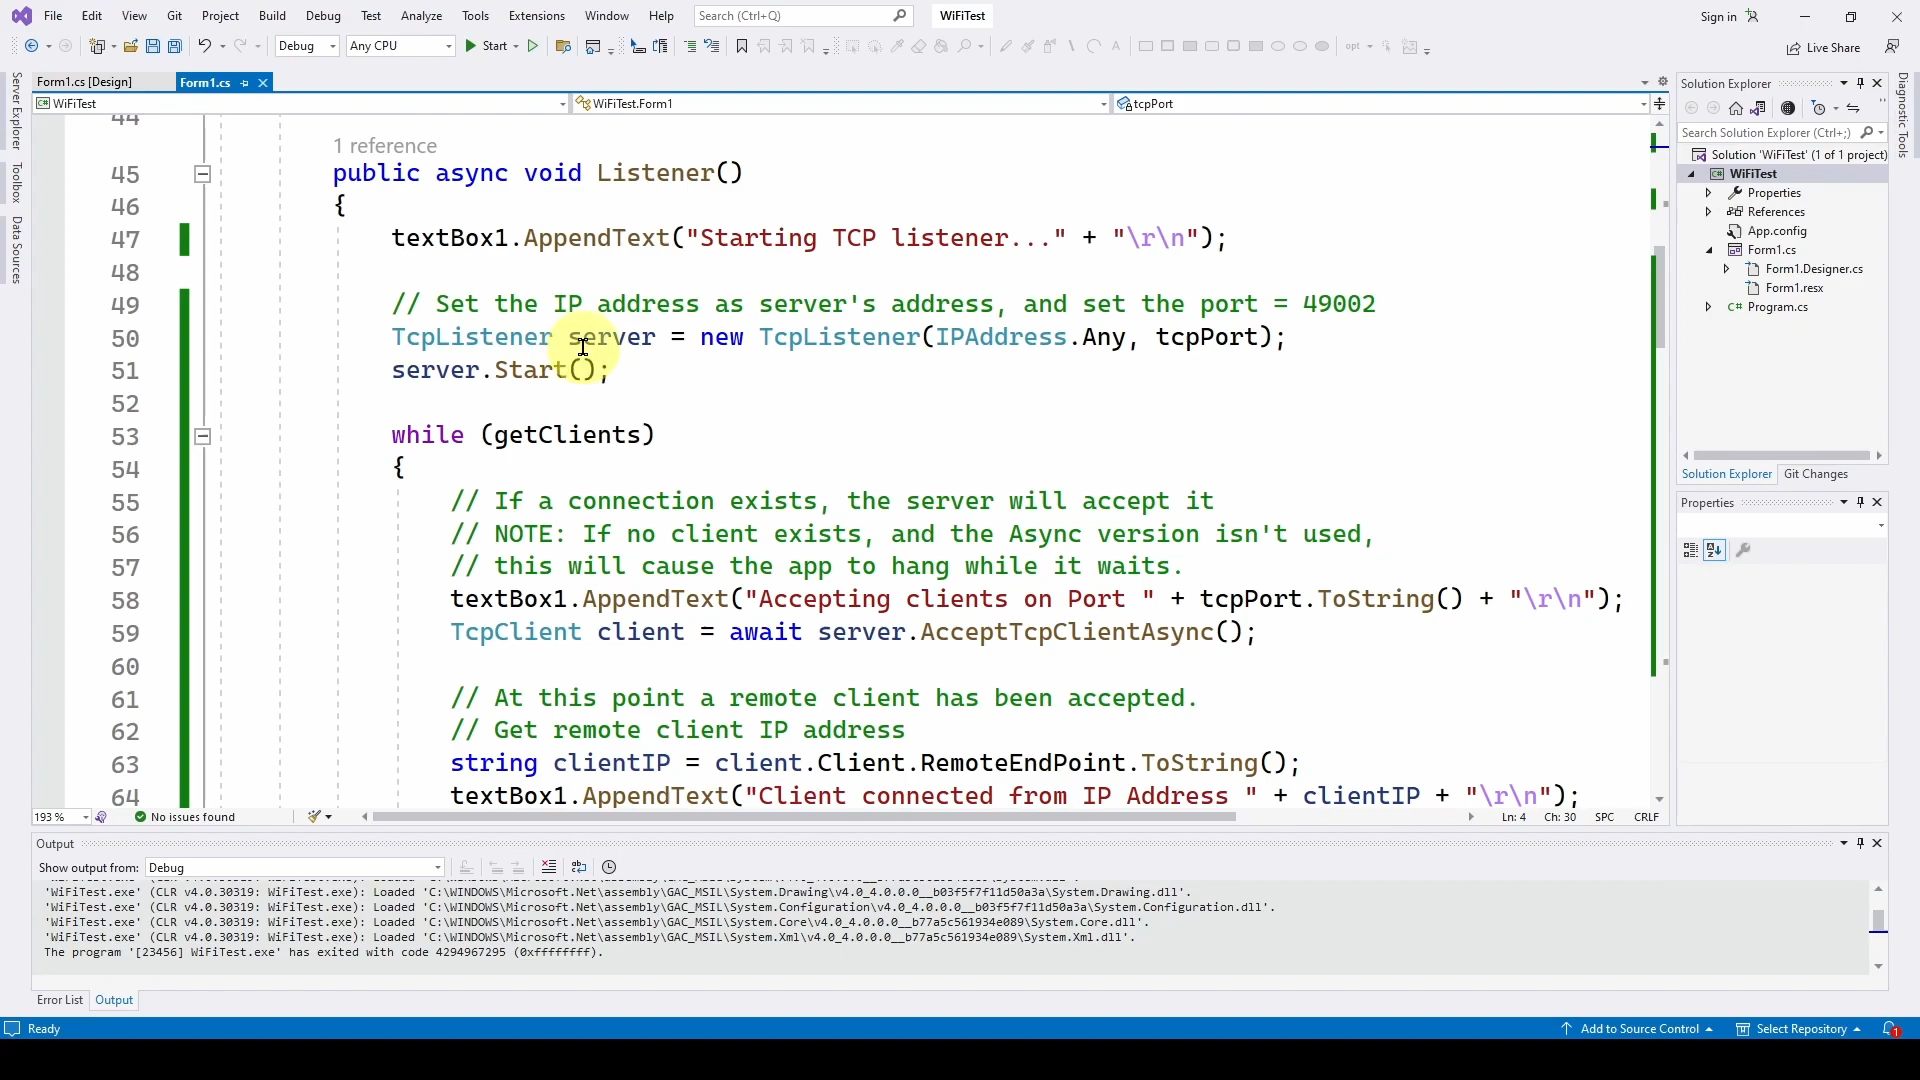 File Edit View Git Project Build Debug Test Analyze Tools Extensions Window Help Search (Ctrl+Q) WiFiTest Sign in
Debug Any CPU Start opt Live Share
Form1.cs [Design] Form1.cs
WiFiTest WiFiTest.Form1 tcpPort
Server Explorer
Toolbox
Data Sources
44
1 reference
45 public async void Listener()
46 {
47 textBox1.AppendText("Starting TCP listener..." + "\r\n");
48
49 // Set the IP address as server's address, and set the port = 49002
50 TcpListener server = new TcpListener(IPAddress.Any, tcpPort);
51 server.Start();
52
53 while (getClients)
54 {
55 // If a connection exists, the server will accept it
56 // NOTE: If no client exists, and the Async version isn't used,
57 // this will cause the app to hang while it waits.
58 textBox1.AppendText("Accepting clients on Port " + tcpPort.ToString() + "\r\n");
59 TcpClient client = await server.AcceptTcpClientAsync();
60
61 // At this point a remote client has been accepted.
62 // Get remote client IP address
63 string clientIP = client.Client.RemoteEndPoint.ToString();
64 textBox1.AppendText("Client connected from IP Address " + clientIP + "\r\n");
193 % No issues found Ln: 4 Ch: 30 SPC CRLF
Solution Explorer
Search Solution Explorer (Ctrl+;)
Solution 'WiFiTest' (1 of 1 project)
C# WiFiTest
Properties
References
App.config
Form1.cs
Form1.Designer.cs
Form1.resx
C# Program.cs
Solution Explorer Git Changes
Properties
Diagnostic Tools
Output
Show output from: Debug
'WiFiTest.exe' (CLR v4.0.30319: WiFiTest.exe): Loaded 'C:\WINDOWS\Microsoft.Net\assembly\GAC_MSIL\System.Drawing\v4.0_4.0.0.0__b03f5f7f11d50a3a\System.Drawing.dll'.
'WiFiTest.exe' (CLR v4.0.30319: WiFiTest.exe): Loaded 'C:\WINDOWS\Microsoft.Net\assembly\GAC_MSIL\System.Configuration\v4.0_4.0.0.0__b03f5f7f11d50a3a\System.Configuration.dll'.
'WiFiTest.exe' (CLR v4.0.30319: WiFiTest.exe): Loaded 'C:\WINDOWS\Microsoft.Net\assembly\GAC_MSIL\System.Core\v4.0_4.0.0.0__b77a5c561934e089\System.Core.dll'.
'WiFiTest.exe' (CLR v4.0.30319: WiFiTest.exe): Loaded 'C:\WINDOWS\Microsoft.Net\assembly\GAC_MSIL\System.Xml\v4.0_4.0.0.0__b77a5c561934e089\System.Xml.dll'.
The program '[23456] WiFiTest.exe' has exited with code 4294967295 (0xffffffff).
Error List Output
Ready Add to Source Control Select Repository 1